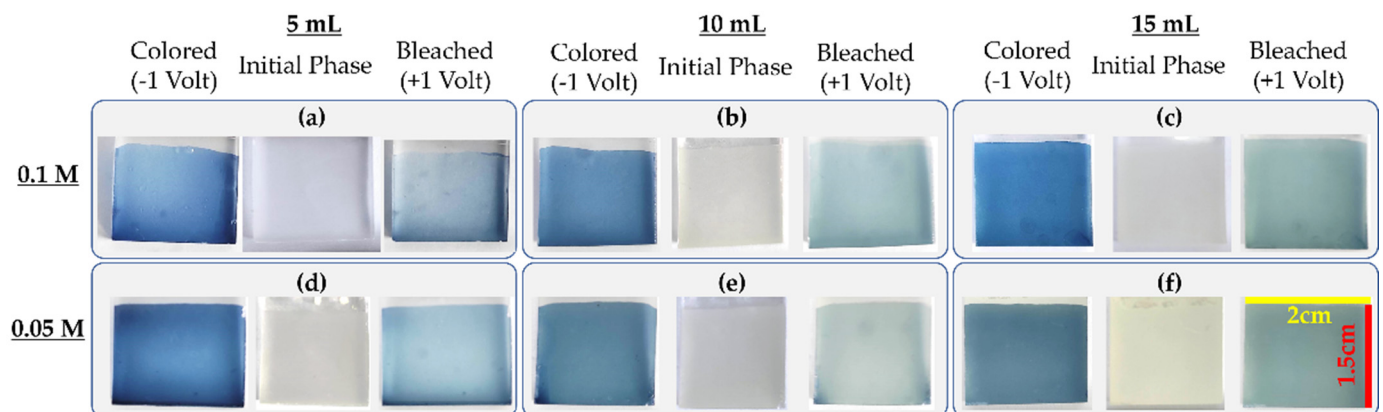 5 mL
10 mL
15 mL
Colored
(-1 Volt)
Initial Phase
Bleached
(+1 Volt)
Colored
(-1 Volt)
Initial Phase
Bleached
(+1 Volt)
Colored
(-1 Volt)
Initial Phase
Bleached
(+1 Volt)
0.1 M
(a)
(b)
(c)
0.05 M
(d)
(e)
(f)
2cm
1.5cm